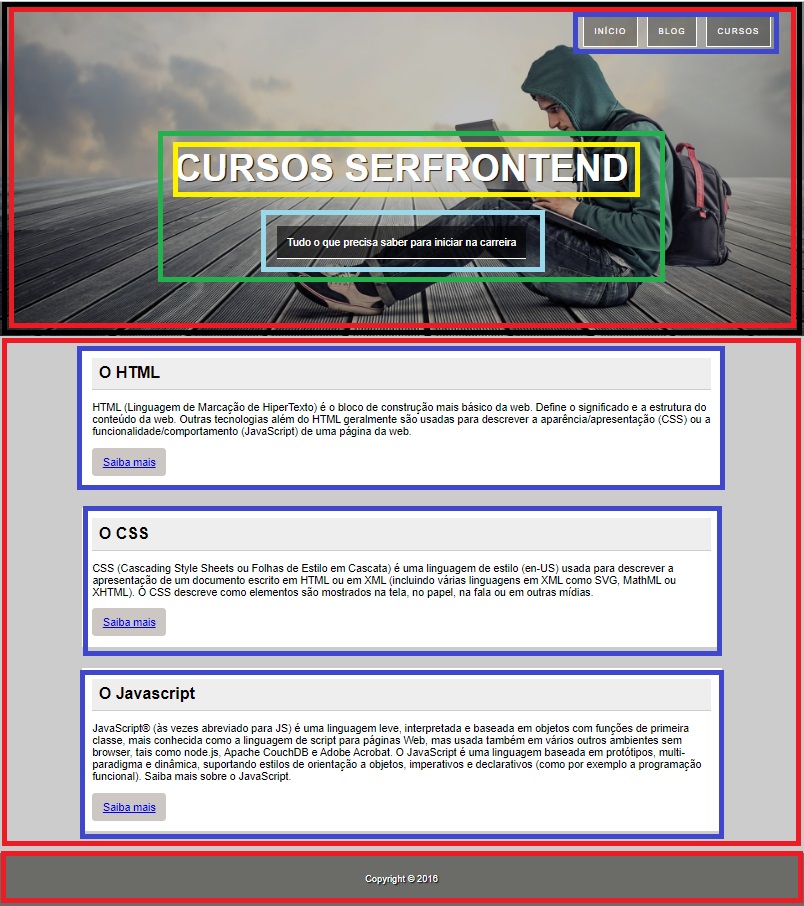 INÍCIO BLOG CURSOS
CURSOS SERFRONTEND
Tudo o que precisa saber para iniciar na carreira
O HTML
HTML (Linguagem de Marcação de HiperTexto) é o bloco de construção mais básico da web. Define o significado e a estrutura do
conteúdo da web. Outras tecnologias além do HTML geralmente são usadas para descrever a aparência/apresentação (CSS) ou a
funcionalidade/comportamento (JavaScript) de uma página da web.
Saiba mais
O CSS
CSS (Cascading Style Sheets ou Folhas de Estilo em Cascata) é uma linguagem de estilo (en-US) usada para descrever a
apresentação de um documento escrito em HTML ou em XML (incluindo várias linguagens em XML como SVG, MathML ou
XHTML). O CSS descreve como elementos são mostrados na tela, no papel, na fala ou em outras mídias.
Saiba mais
O Javascript
JavaScript® (às vezes abreviado para JS) é uma linguagem leve, interpretada e baseada em objetos com funções de primeira
classe, mais conhecida como a linguagem de script para páginas Web, mas usada também em vários outros ambientes sem
browser, tais como node.js, Apache CouchDB e Adobe Acrobat. O JavaScript é uma linguagem baseada em protótipos, multi-
paradigma e dinâmica, suportando estilos de orientação a objetos, imperativos e declarativos (como por exemplo a programação
funcional). Saiba mais sobre o JavaScript.
Saiba mais
Copyright © 2016